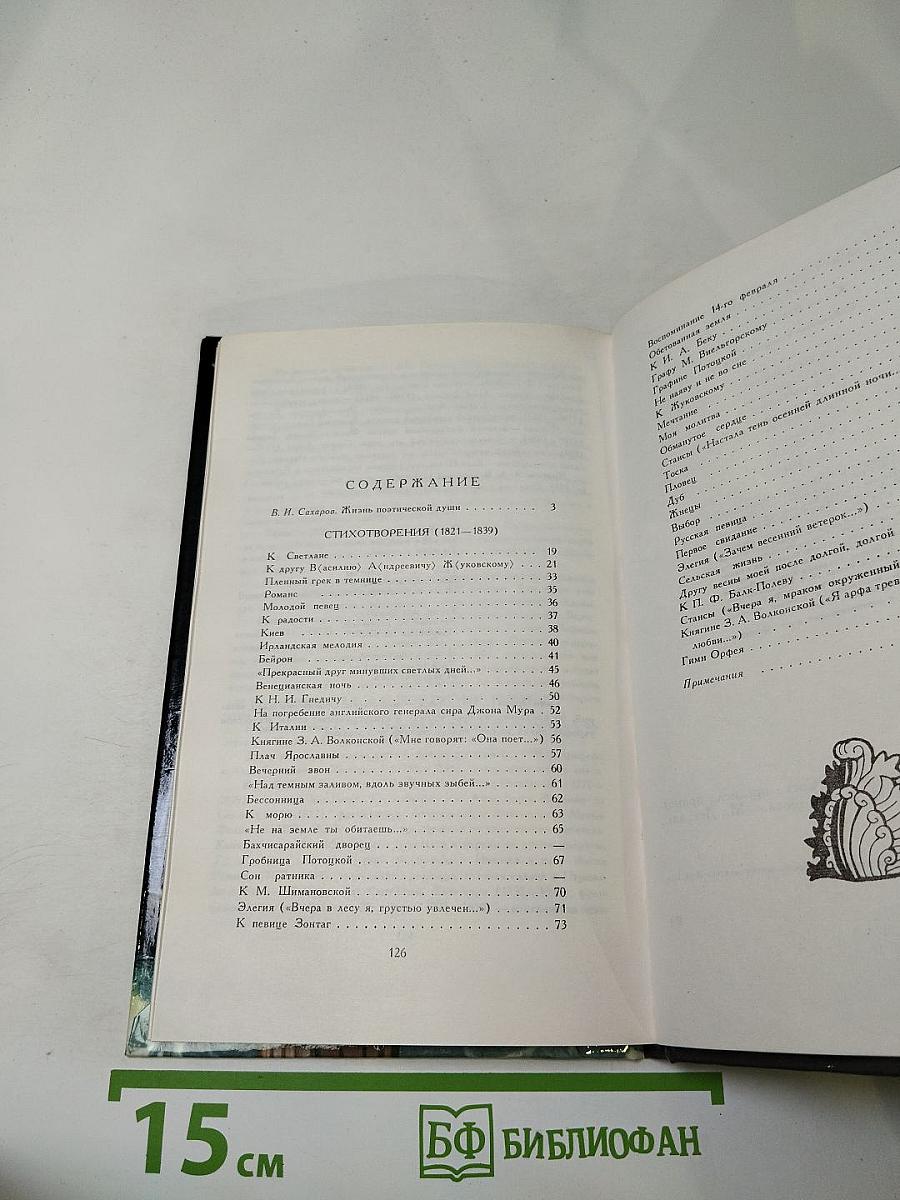 СОДЕРЖАНИЕ
В. И. Сахаров. Жизнь поэтической души . . . . . . . . . 3
СТИХОТВОРЕНИЯ (1821—1839)
К Светлане . . . . . . . . . . . . . . . . . . . 19
К другу В⟨асилию⟩ А⟨ндреевичу⟩ Ж⟨уковскому⟩ . . . . 21
Пленный грек в темнице . . . . . . . . . . . . . . 33
Романс . . . . . . . . . . . . . . . . . . . . 35
Молодой певец . . . . . . . . . . . . . . . . . 36
К радости . . . . . . . . . . . . . . . . . . . 37
Киев . . . . . . . . . . . . . . . . . . . . . 38
Ирландская мелодия . . . . . . . . . . . . . . . 40
Бейрон . . . . . . . . . . . . . . . . . . . . 41
«Прекрасный друг минувших светлых дней...» . . . . . 45
Венецианская ночь . . . . . . . . . . . . . . . . 46
К Н. И. Гнедичу . . . . . . . . . . . . . . . . . 50
На погребение английского генерала сира Джона Мура . 52
К Италии . . . . . . . . . . . . . . . . . . . 53
Княгине З. А. Волконской («Мне говорят: «Она поет...») 56
Плач Ярославны . . . . . . . . . . . . . . . . . 57
Вечерний звон . . . . . . . . . . . . . . . . . 60
«Над темным заливом, вдоль звучных зыбей...» . . . . . 61
Бессонница . . . . . . . . . . . . . . . . . . 62
К морю . . . . . . . . . . . . . . . . . . . . 63
«Не на земле ты обитаешь...» . . . . . . . . . . . 65
Бахчисарайский дворец . . . . . . . . . . . . . . —
Гробница Потоцкой . . . . . . . . . . . . . . . . 67
Сон ратника . . . . . . . . . . . . . . . . . . —
К М. Шимановской . . . . . . . . . . . . . . . . 70
Элегия («Вчера в лесу я, грустью увлечен...») . . . . . . 71
К певице Зонтаг . . . . . . . . . . . . . . . . . 73
126
Воспоминание 14-го февраля
Обетованная земля
К И. А. Беку
Графу М. Виельгорскому
Графине Потоцкой
Не наяву и не во сне
К Жуковскому
Мечтание
Моя молитва
Обманутое сердце
Стансы («Настала тень осенней длинной ночи...
Тоска
Пловец
Дуб
Жнецы
Выбор
Русская певица
Первое свидание
Элегия («Зачем весенний ветерок...»)
Сельская жизнь
Другу весны моей после долгой, долгой
К П. Ф. Балк-Полеву
Стансы («Вчера я, мраком окруженный
Княгине З. А. Волконской («Я арфа трев
любви...»)
Гимн Орфея
Примечания
15 см
БФ БИБЛИОФАН